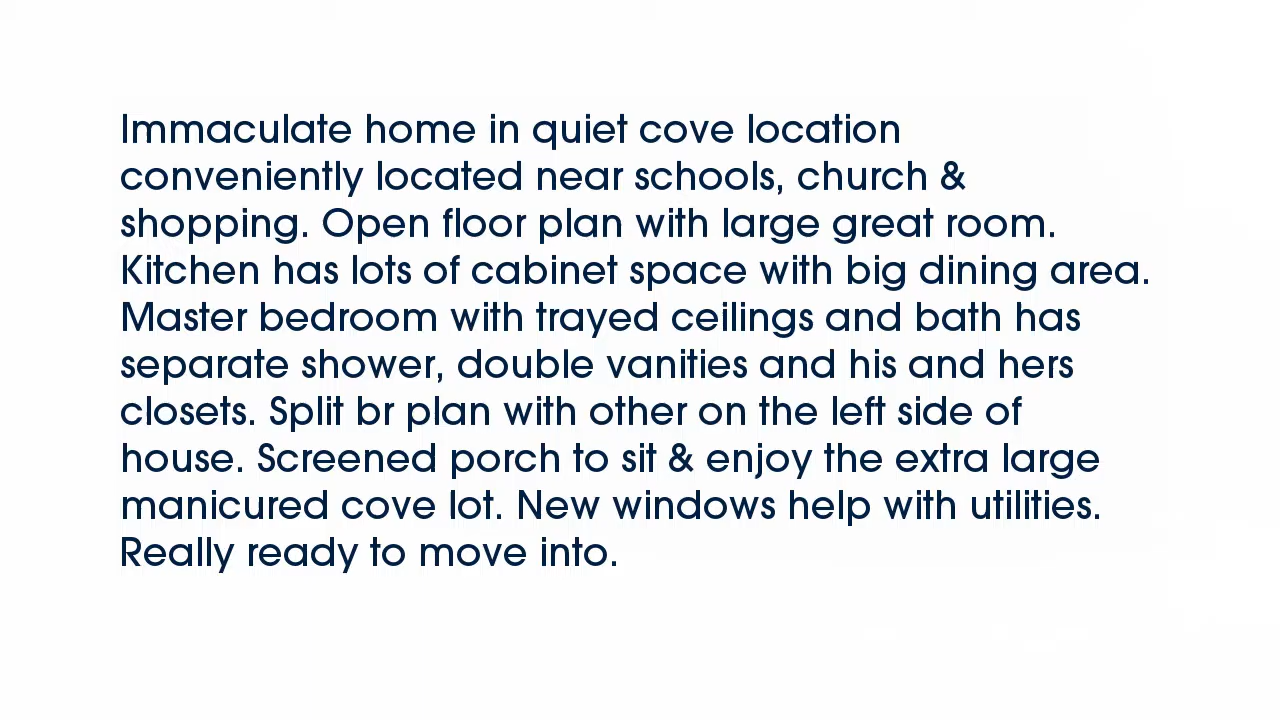 Immaculate home in quiet cove location
conveniently located near schools, church &
shopping. Open floor plan with large great room.
Kitchen has lots of cabinet space with big dining area.
Master bedroom with trayed ceilings and bath has
separate shower, double vanities and his and hers
closets. Split br plan with other on the left side of
house. Screened porch to sit & enjoy the extra large
manicured cove lot. New windows help with utilities.
Really ready to move into.